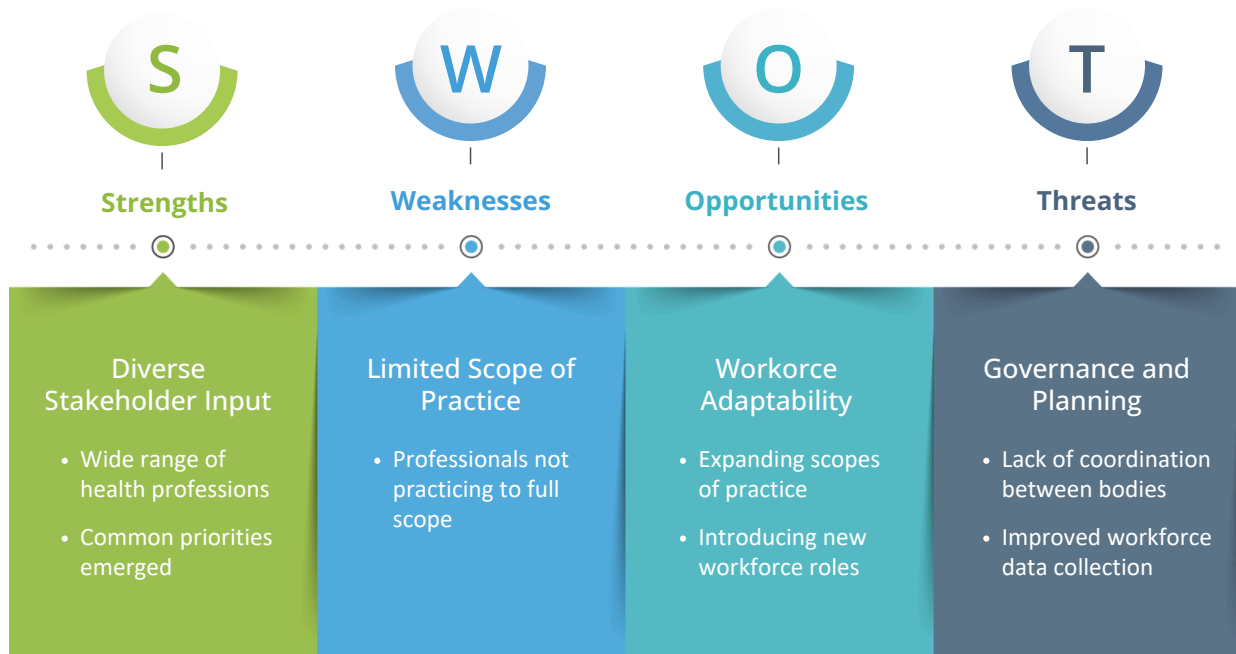 S
W
O
T
Strengths
Weaknesses
Opportunities
Threats
Diverse
Stakeholder Input
• Wide range of
health professions
• Common priorities
emerged
Limited Scope of
Practice
• Professionals not
practicing to full
scope
Workorce
Adaptability
• Expanding scopes
of practice
• Introducing new
workforce roles
Governance and
Planning
• Lack of coordination
between bodies
• Improved workforce
data collection